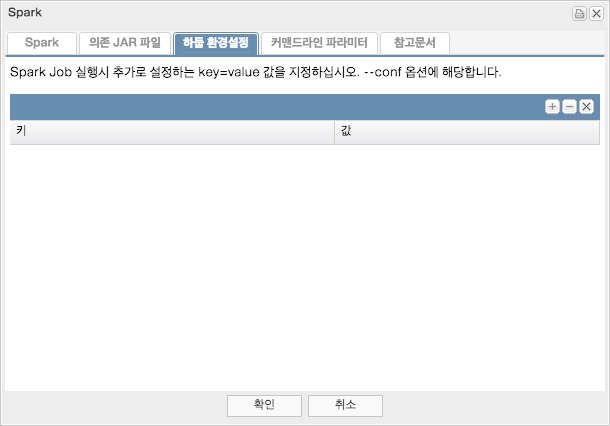 Spark
Spark 의존 JAR 파일 하둡 환경설정 커맨드라인 파라미터 참고문서
Spark Job 실행시 추가로 설정하는 key=value 값을 지정하십시오. --conf 옵션에 해당합니다.
키 값
확인 취소